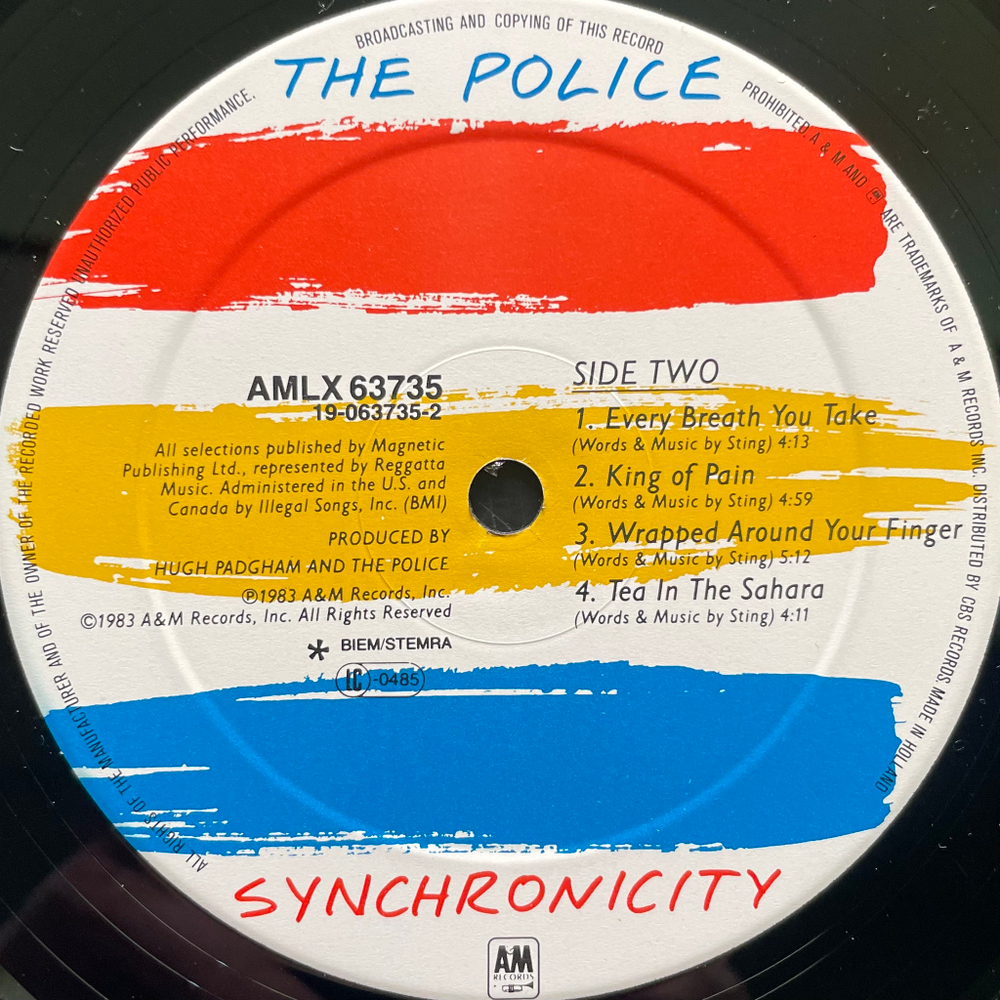 BROADCASTING AND COPYING OF THIS RECORD PROHIBITED. A & M AND AM ARE TRADEMARKS OF A & M RECORDS INC. DISTRIBUTED BY CBS RECORDS. MADE IN HOLLAND
ALL RIGHTS OF THE MANUFACTURER AND OF THE OWNER OF THE RECORDED WORK RESERVED UNAUTHORIZED PUBLIC PERFORMANCE.
THE POLICE
AMLX 63735
19-063735-2
All selections published by Magnetic
Publishing Ltd., represented by Reggatta
Music. Administered in the U.S. and
Canada by Illegal Songs, Inc. (BMI)
PRODUCED BY
HUGH PADGHAM AND THE POLICE
℗1983 A&M Records, Inc.
©1983 A&M Records, Inc. All Rights Reserved
* BIEM/STEMRA
LC-0485
SIDE TWO
1. Every Breath You Take
(Words & Music by Sting) 4:13
2. King of Pain
(Words & Music by Sting) 4:59
3. Wrapped Around Your Finger
(Words & Music by Sting) 5:12
4. Tea In The Sahara
(Words & Music by Sting) 4:11
SYNCHRONICITY
AM
RECORDS